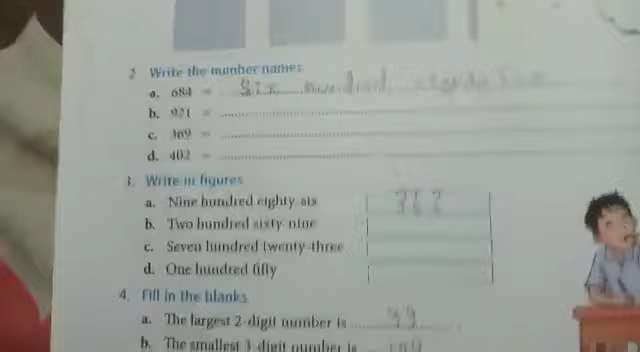 2. Write the number names
a. 684 = Six
b. 921 =
c. 369 =
d. 402 =
3. Write in figures
a. Nine hundred eighty-six
b. Two hundred sixty-nine
c. Seven hundred twenty-three
d. One hundred fifty
4. Fill in the blanks
a. The largest 2-digit number is 99
b. The smallest 3-digit number is